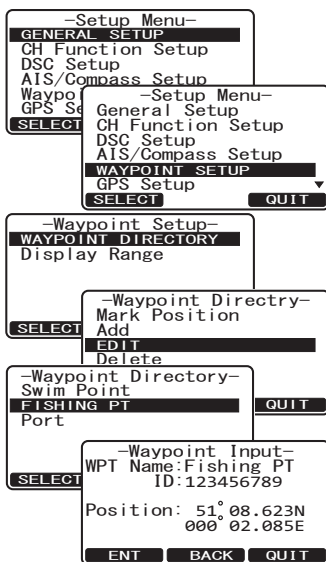 -Setup Menu-
GENERAL SETUP
CH Function Setup
DSC Setup
AIS/Compass Setup
Waypoi
GPS Se
SELECT
-Setup Menu-
General Setup
CH Function Setup
DSC Setup
AIS/Compass Setup
WAYPOINT SETUP
GPS Setup
SELECT QUIT
-Waypoint Setup-
WAYPOINT DIRECTORY
Display Range
SELECT
-Waypoint Directry-
Mark Position
Add
EDIT
Delete
QUIT
-Waypoint Directory-
Swim Point
FISHING PT
Port
SELECT
-Waypoint Input-
WPT Name:Fishing PT
ID:123456789
Position: 51°08.623N
000°02.085E
ENT BACK QUIT